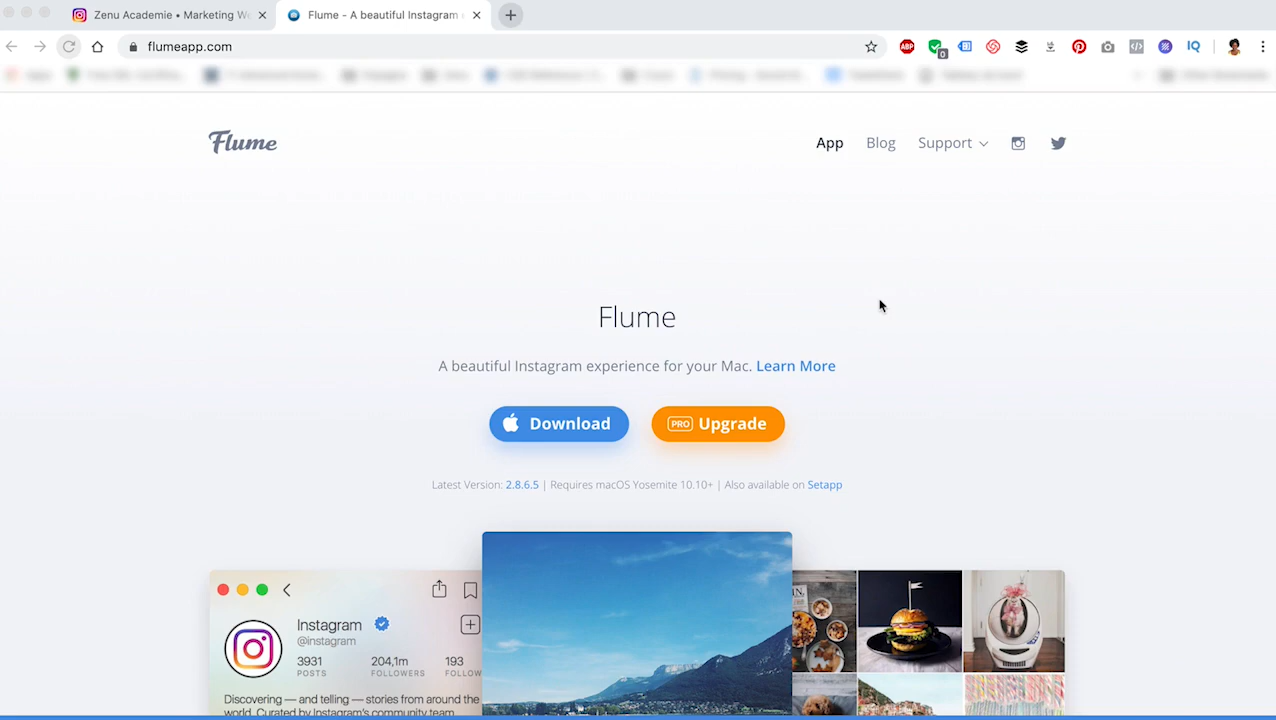 Zenu Academie • Marketing W
Flume - A beautiful Instagram
flumeapp.com
ABP
0
IQ
Flume
App
Blog
Support
Flume
A beautiful Instagram experience for your Mac. Learn More
Download
PRO Upgrade
Latest Version: 2.8.6.5 | Requires macOS Yosemite 10.10+ | Also available on Setapp
Instagram
@instagram
3931
204,1m
193
POSTS
FOLLOWERS
FOLLOW
Discovering — and telling — stories from around the
world. Curated by Instagram's community team